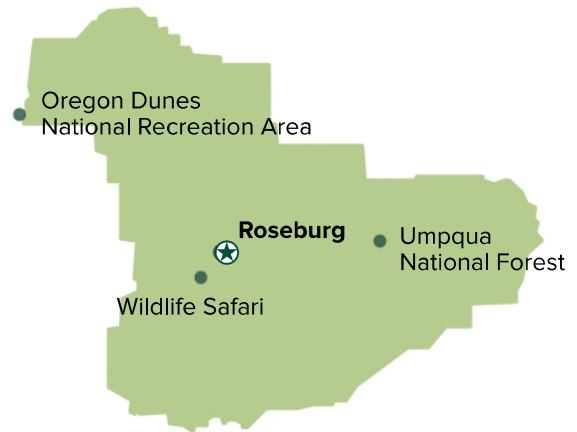 Oregon Dunes
National Recreation Area
Roseburg
Umpqua
National Forest
Wildlife Safari